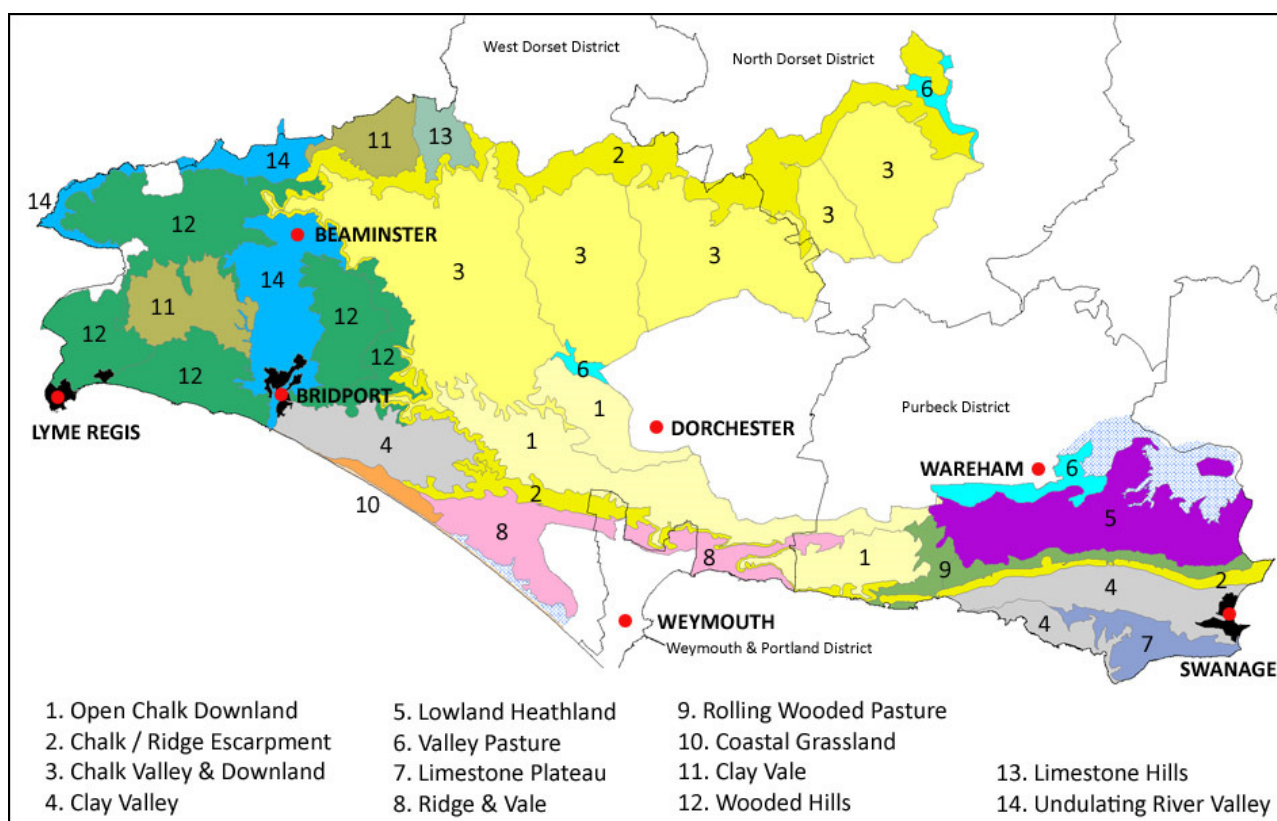 West Dorset District
North Dorset District
6
11
13
14
2
3
14
12
3
BEAMINSTER
3
3
3
14
11
12
12
12
6
12
BRIDPORT
1
LYME REGIS
DORCHESTER
Purbeck District
4
1
WAREHAM
6
2
10
5
8
8
1
9
2
4
WEYMOUTH
4
Weymouth & Portland District
7
SWANAGE
1. Open Chalk Downland
2. Chalk / Ridge Escarpment
3. Chalk Valley & Downland
4. Clay Valley
5. Lowland Heathland
6. Valley Pasture
7. Limestone Plateau
8. Ridge & Vale
9. Rolling Wooded Pasture
10. Coastal Grassland
11. Clay Vale
12. Wooded Hills
13. Limestone Hills
14. Undulating River Valley